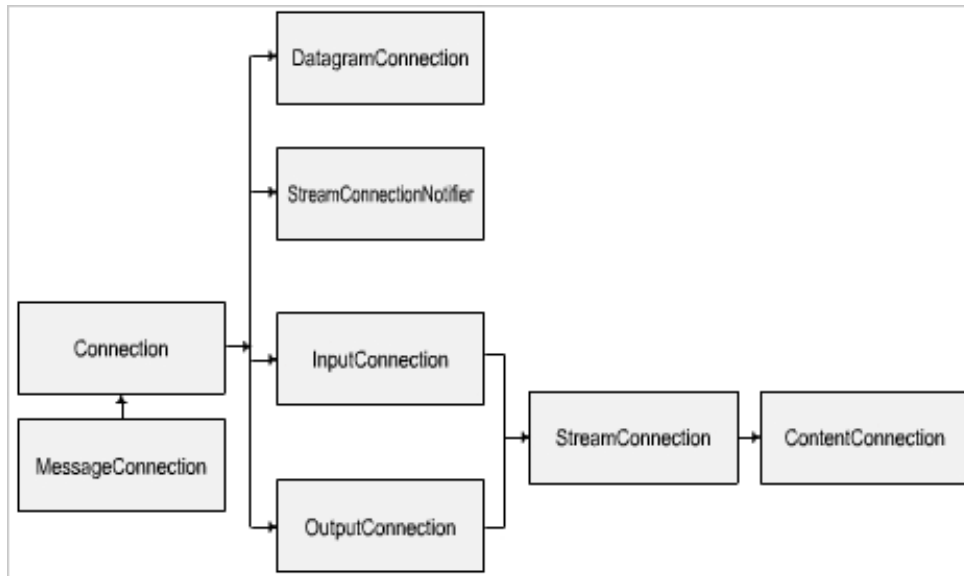 DatagramConnection
StreamConnectionNotifier
Connection
InputConnection
StreamConnection
ContentConnection
MessageConnection
OutputConnection